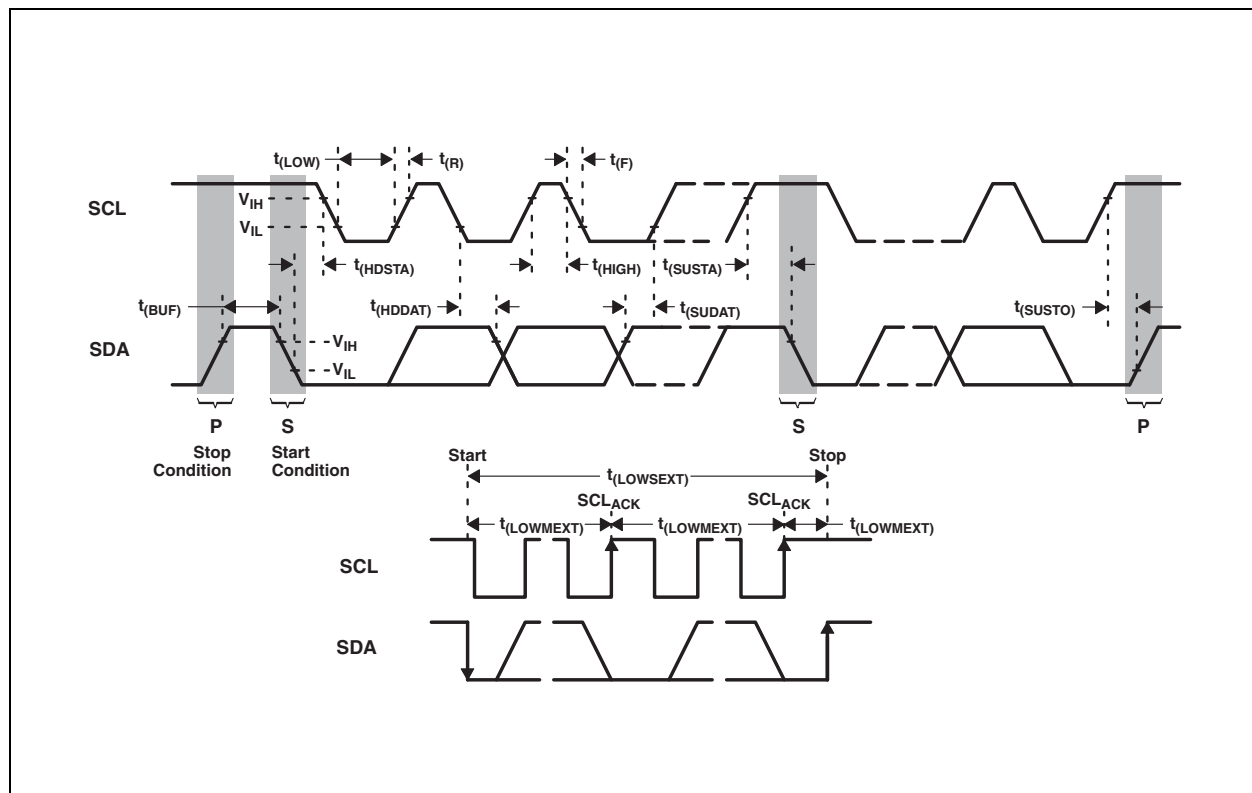 t(LOW) t(R) t(F)
SCL
VIH
VIL
t(HDSTA) t(HIGH) t(SUSTA)
t(BUF) t(HDDAT) t(SUDAT) t(SUSTO)
SDA
VIH
VIL
P S S P
Stop Condition
Start Condition
Start Stop
t(LOWSEXT)
SCLACK SCLACK
t(LOWMEXT) t(LOWMEXT) t(LOWMEXT)
SCL
SDA